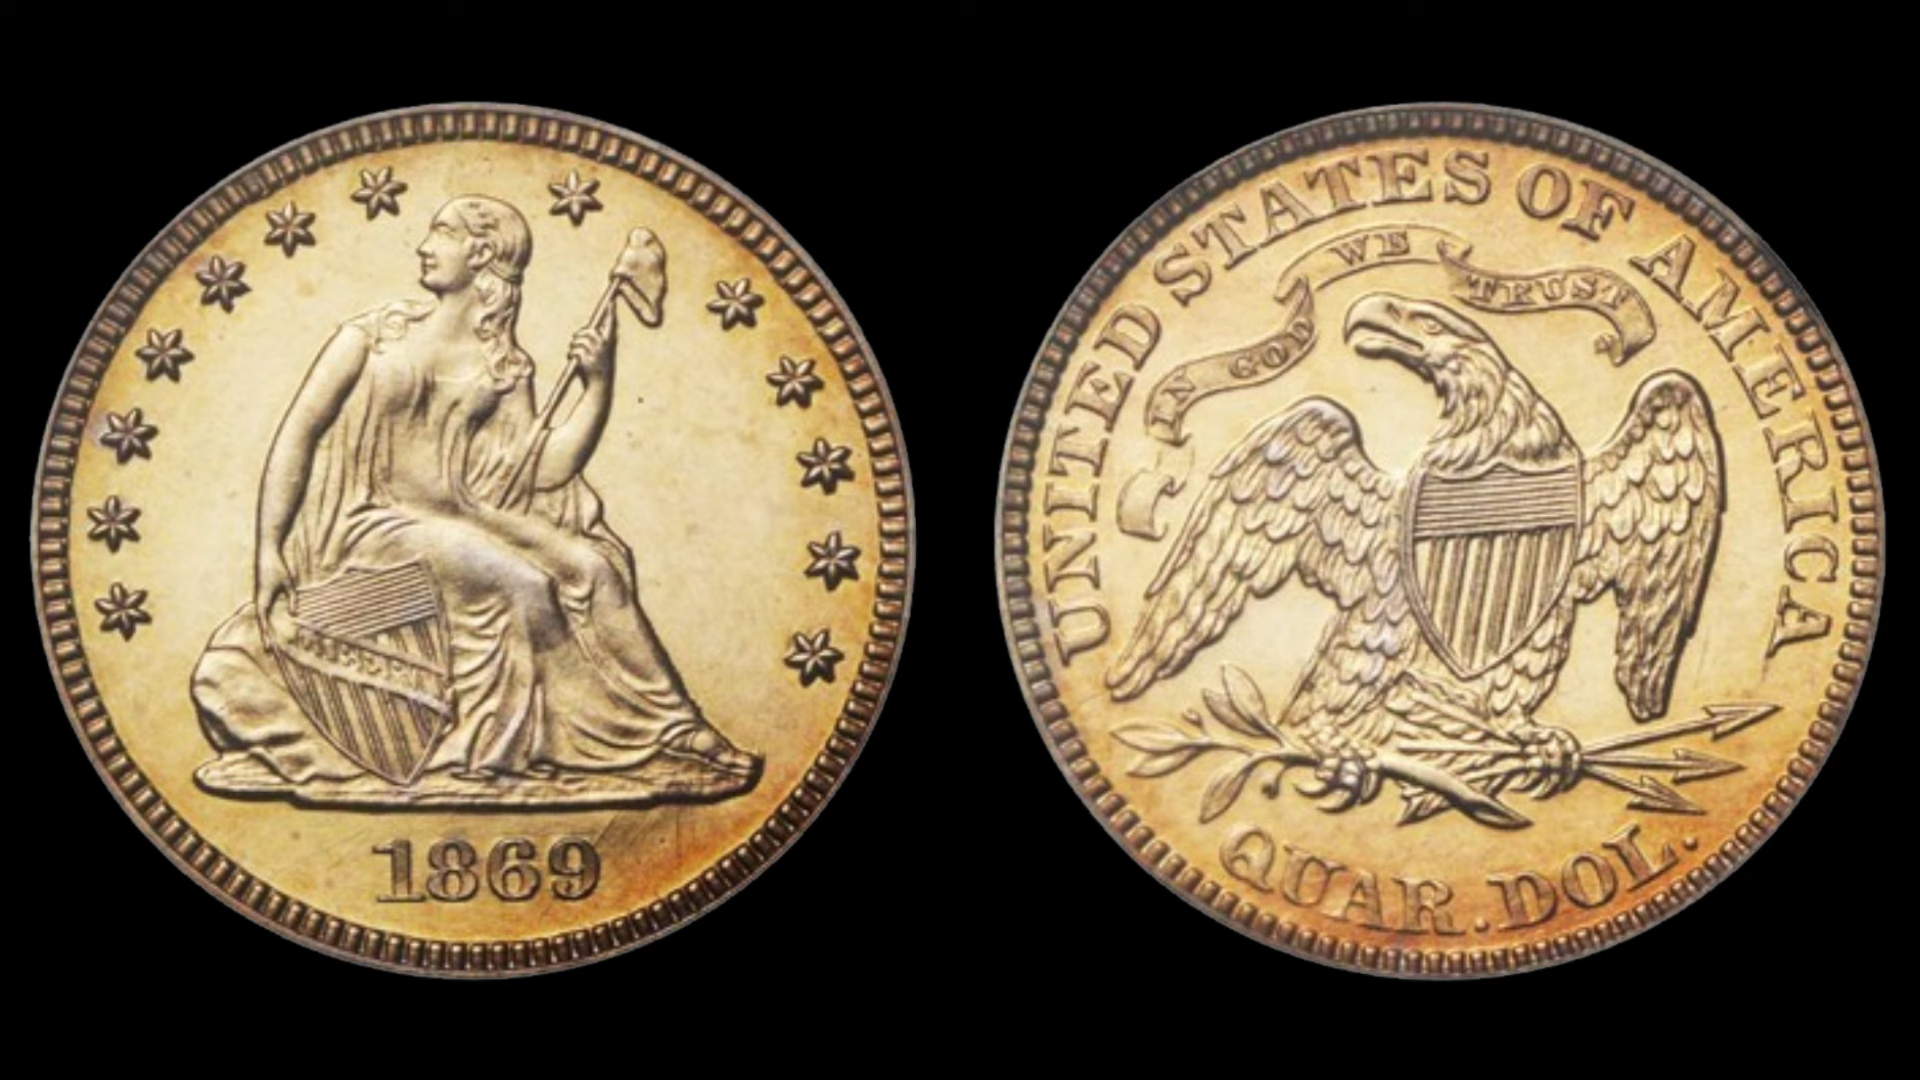 LIBERTY
1869
UNITED STATES OF AMERICA
IN GOD WE TRUST
QUAR. DOL.